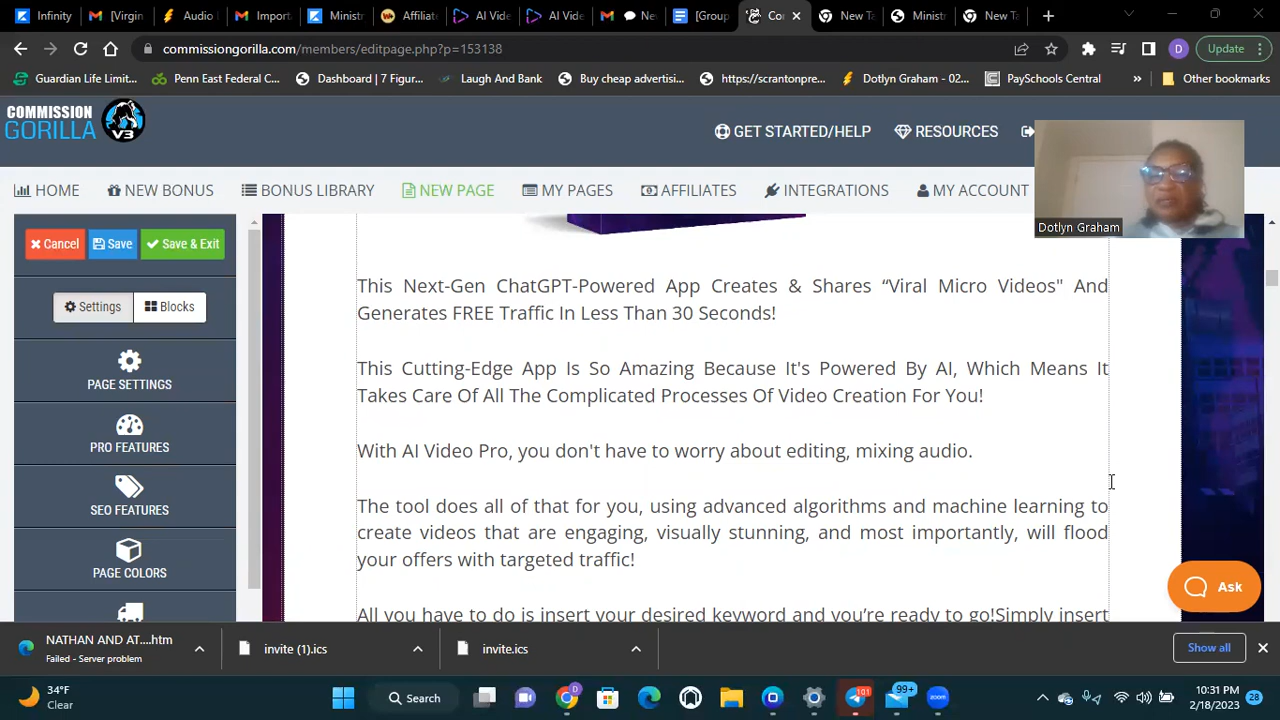 Infinity
[Virgin
Audio
Import
Ministr
Affiliate
AI Vide
AI Vide
Ne
[Group
Co
New Ta
Ministr
New Ta
commissiongorilla.com/members/editpage.php?p=153138
D
Update
Guardian Life Limit...
Penn East Federal C...
Dashboard | 7 Figur...
Laugh And Bank
Buy cheap advertisi...
https://scrantonpre...
Dotlyn Graham - 02...
PaySchools Central
»
Other bookmarks
COMMISSION
GORILLA V3
GET STARTED/HELP
RESOURCES
HOME
NEW BONUS
BONUS LIBRARY
NEW PAGE
MY PAGES
AFFILIATES
INTEGRATIONS
MY ACCOUNT
Dotlyn Graham
Cancel
Save
Save & Exit
Settings
Blocks
PAGE SETTINGS
PRO FEATURES
SEO FEATURES
PAGE COLORS
This Next-Gen ChatGPT-Powered App Creates & Shares “Viral Micro Videos" And
Generates FREE Traffic In Less Than 30 Seconds!
This Cutting-Edge App Is So Amazing Because It's Powered By AI, Which Means It
Takes Care Of All The Complicated Processes Of Video Creation For You!
With AI Video Pro, you don't have to worry about editing, mixing audio.
The tool does all of that for you, using advanced algorithms and machine learning to
create videos that are engaging, visually stunning, and most importantly, will flood
your offers with targeted traffic!
All you have to do is insert your desired keyword and you’re ready to go!Simply insert
Ask
NATHAN AND AT....htm
Failed - Server problem
invite (1).ics
invite.ics
Show all
34°F
Clear
Search
D
101
99+
zoom
10:31 PM
2/18/2023
28